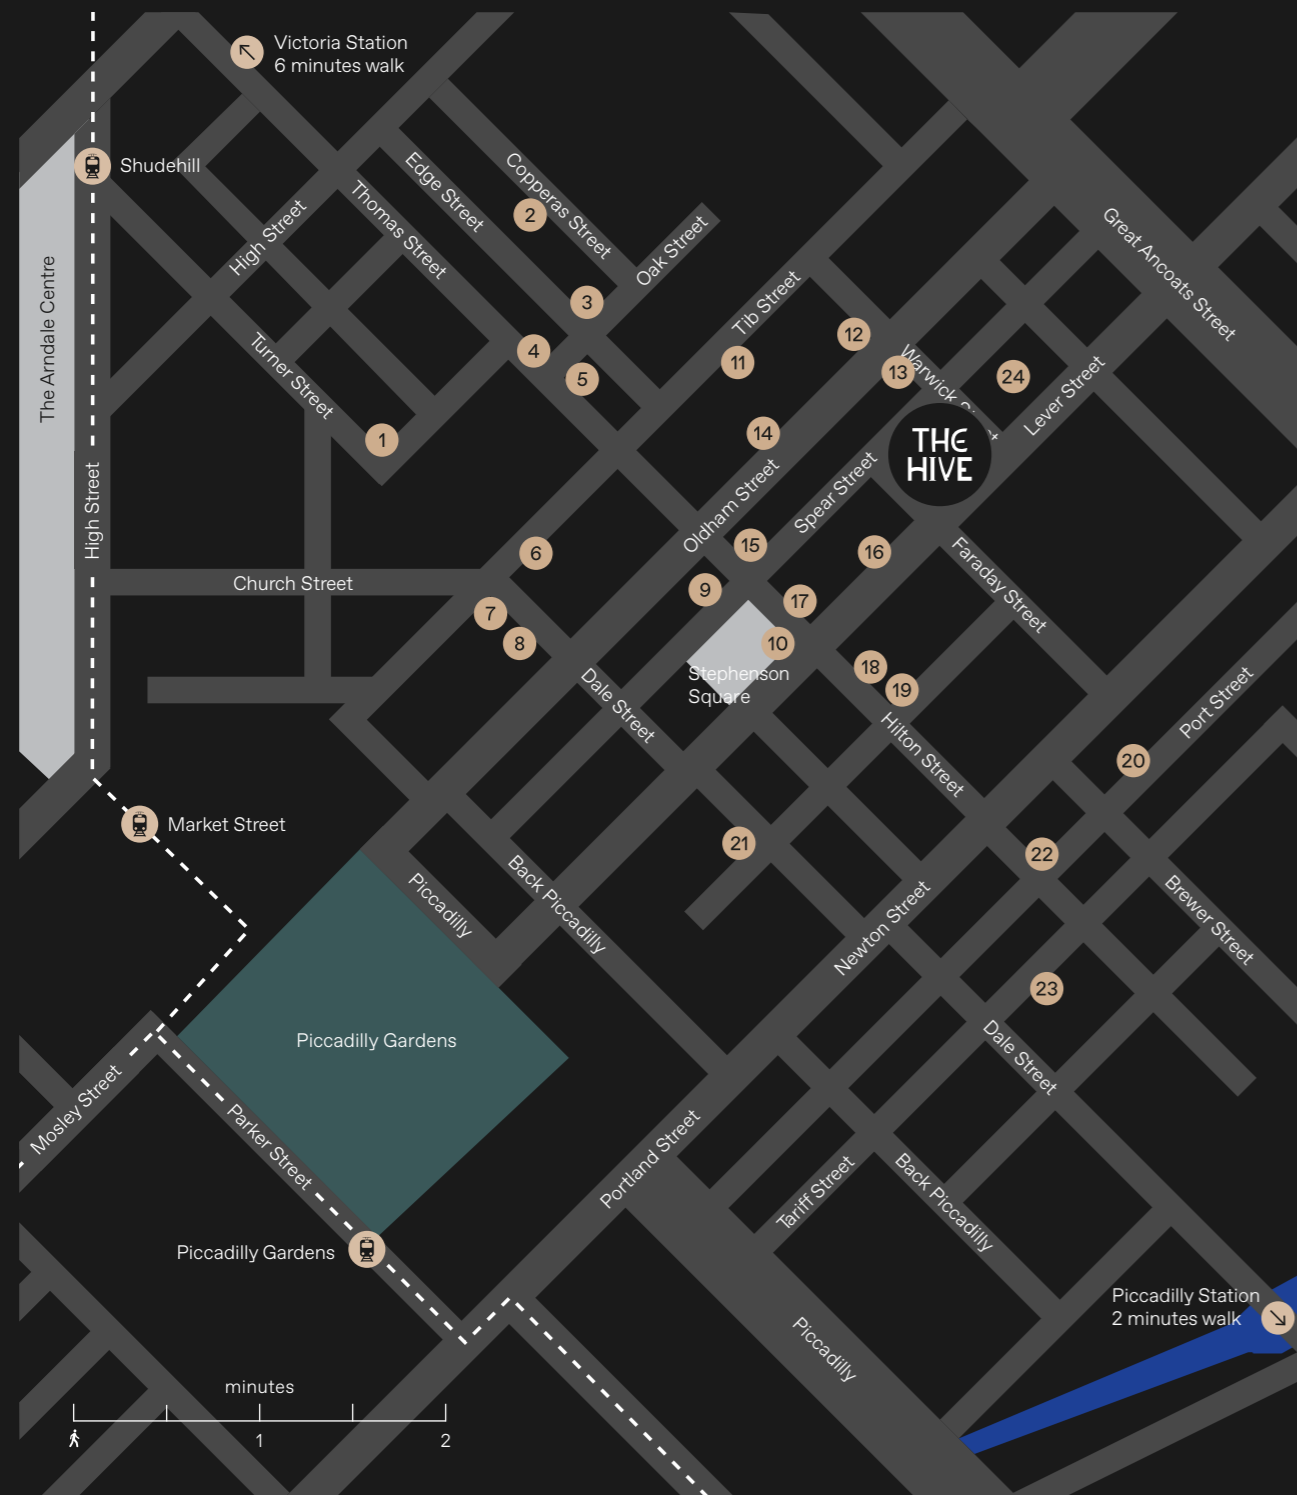 Victoria Station
6 minutes walk
Shudehill
Edge Street
Copperas Street
Thomas Street
2
High Street
Oak Street
Great Ancoats Street
The Arndale Centre
3
Tib Street
12
Turner Street
4
11
Warwick
13
24
5
Lever Street
1
14
THE
HIVE
High Street
Oldham Street
Spear Street
6
15
16
Church Street
9
17
Faraday Street
7
8
10
Stephenson
Square
18
19
Dale Street
Port Street
Hilton Street
20
Market Street
21
22
Piccadilly
Back Piccadilly
Newton Street
Brewer Street
23
Piccadilly Gardens
Dale Street
Mosley Street
Parker Street
Portland Street
Tariff Street
Back Piccadilly
Piccadilly Gardens
Piccadilly Station
2 minutes walk
Piccadilly
minutes
1
2